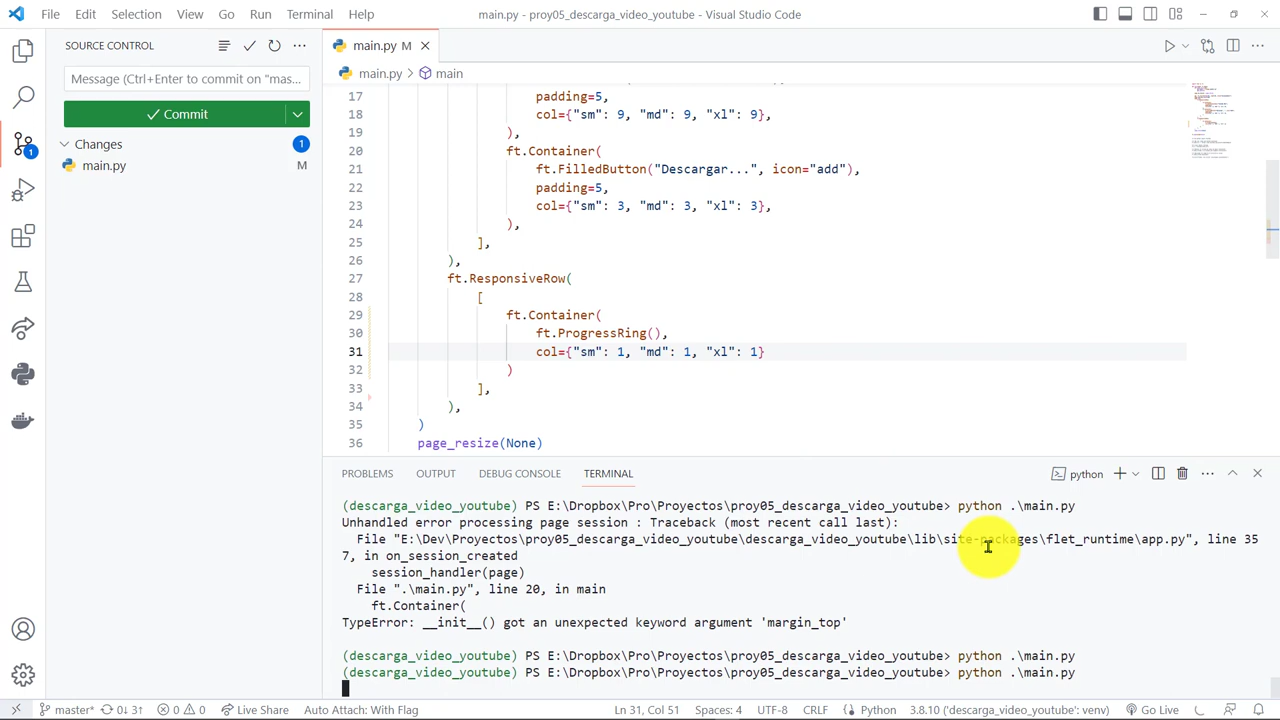 File Edit Selection View Go Run Terminal Help main.py - proy05_descarga_video_youtube - Visual Studio Code
SOURCE CONTROL
main.py M
Message (Ctrl+Enter to commit on "mas...
main.py > main
Commit
Changes 1
main.py M
17 padding=5,
18 col={"sm": 9, "md": 9, "xl": 9},
19
20 Container(
21 ft.FilledButton("Descargar...", icon="add"),
22 padding=5,
23 col={"sm": 3, "md": 3, "xl": 3},
24 ),
25 ],
26 ),
27 ft.ResponsiveRow(
28 [
29 ft.Container(
30 ft.ProgressRing(),
31 col={"sm": 1, "md": 1, "xl": 1}
32 )
33 ],
34 ),
35 )
36 page_resize(None)
PROBLEMS OUTPUT DEBUG CONSOLE TERMINAL python
(descarga_video_youtube) PS E:\Dropbox\Pro\Proyectos\proy05_descarga_video_youtube> python .\main.py
Unhandled error processing page session : Traceback (most recent call last):
File "E:\Dev\Proyectos\proy05_descarga_video_youtube\descarga_video_youtube\lib\site-packages\flet_runtime\app.py", line 35
7, in on_session_created
session_handler(page)
File ".\main.py", line 20, in main
ft.Container(
TypeError: __init__() got an unexpected keyword argument 'margin_top'
(descarga_video_youtube) PS E:\Dropbox\Pro\Proyectos\proy05_descarga_video_youtube> python .\main.py
(descarga_video_youtube) PS E:\Dropbox\Pro\Proyectos\proy05_descarga_video_youtube> python .\main.py
master* 0↓ 3↑ 0 0 Live Share Auto Attach: With Flag Ln 31, Col 51 Spaces: 4 UTF-8 CRLF Python 3.8.10 ('descarga_video_youtube': venv) Go Live